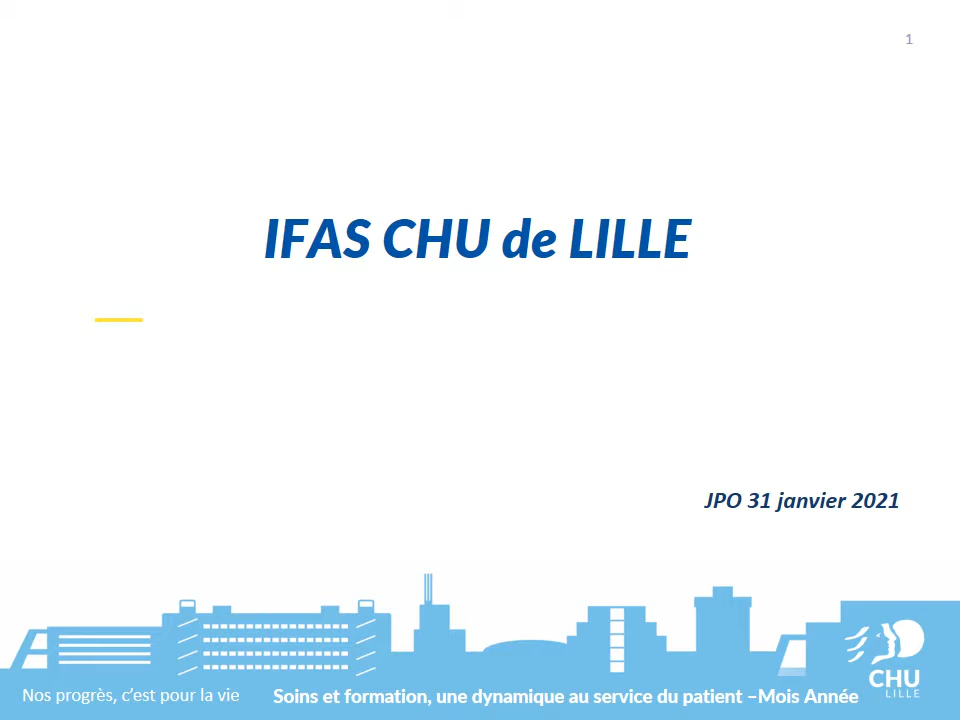 1
IFAS CHU de LILLE
JPO 31 janvier 2021
Nos progrès, c’est pour la vie
Soins et formation, une dynamique au service du patient –Mois Année
CHU
LILLE